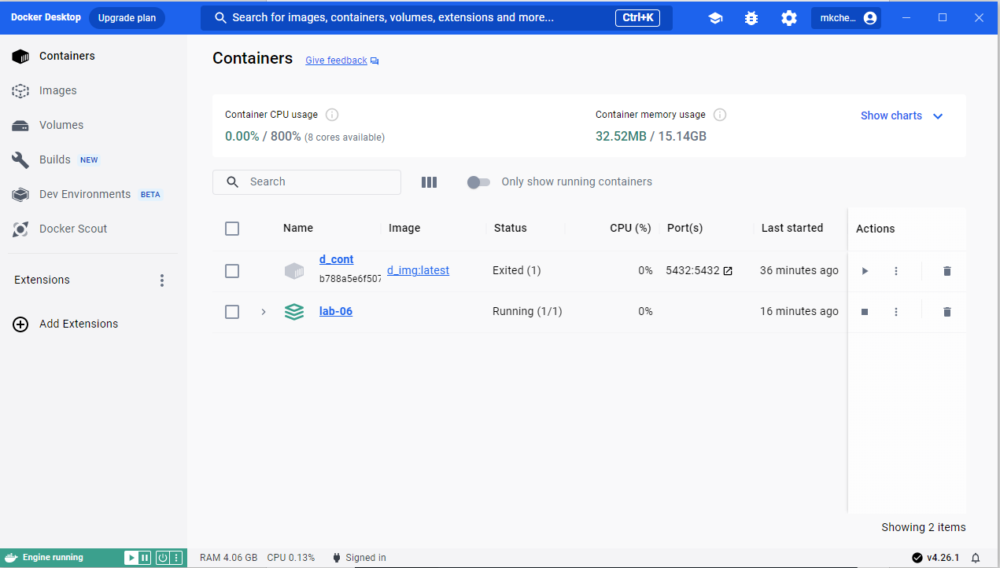 Docker Desktop Upgrade plan Search for images, containers, volumes, extensions and more... Ctrl+K mkche...
Containers
Images
Volumes
Builds NEW
Dev Environments BETA
Docker Scout
Extensions
Add Extensions
Containers Give feedback
Container CPU usage
0.00% / 800% (8 cores available)
Container memory usage
32.52MB / 15.14GB
Show charts
Search Only show running containers
Name Image Status CPU (%) Port(s) Last started Actions
d_cont
b788a5e6f507
d_img:latest Exited (1) 0% 5432:5432 36 minutes ago
lab-06 Running (1/1) 0% 16 minutes ago
Showing 2 items
Engine running RAM 4.06 GB CPU 0.13% Signed in v4.26.1